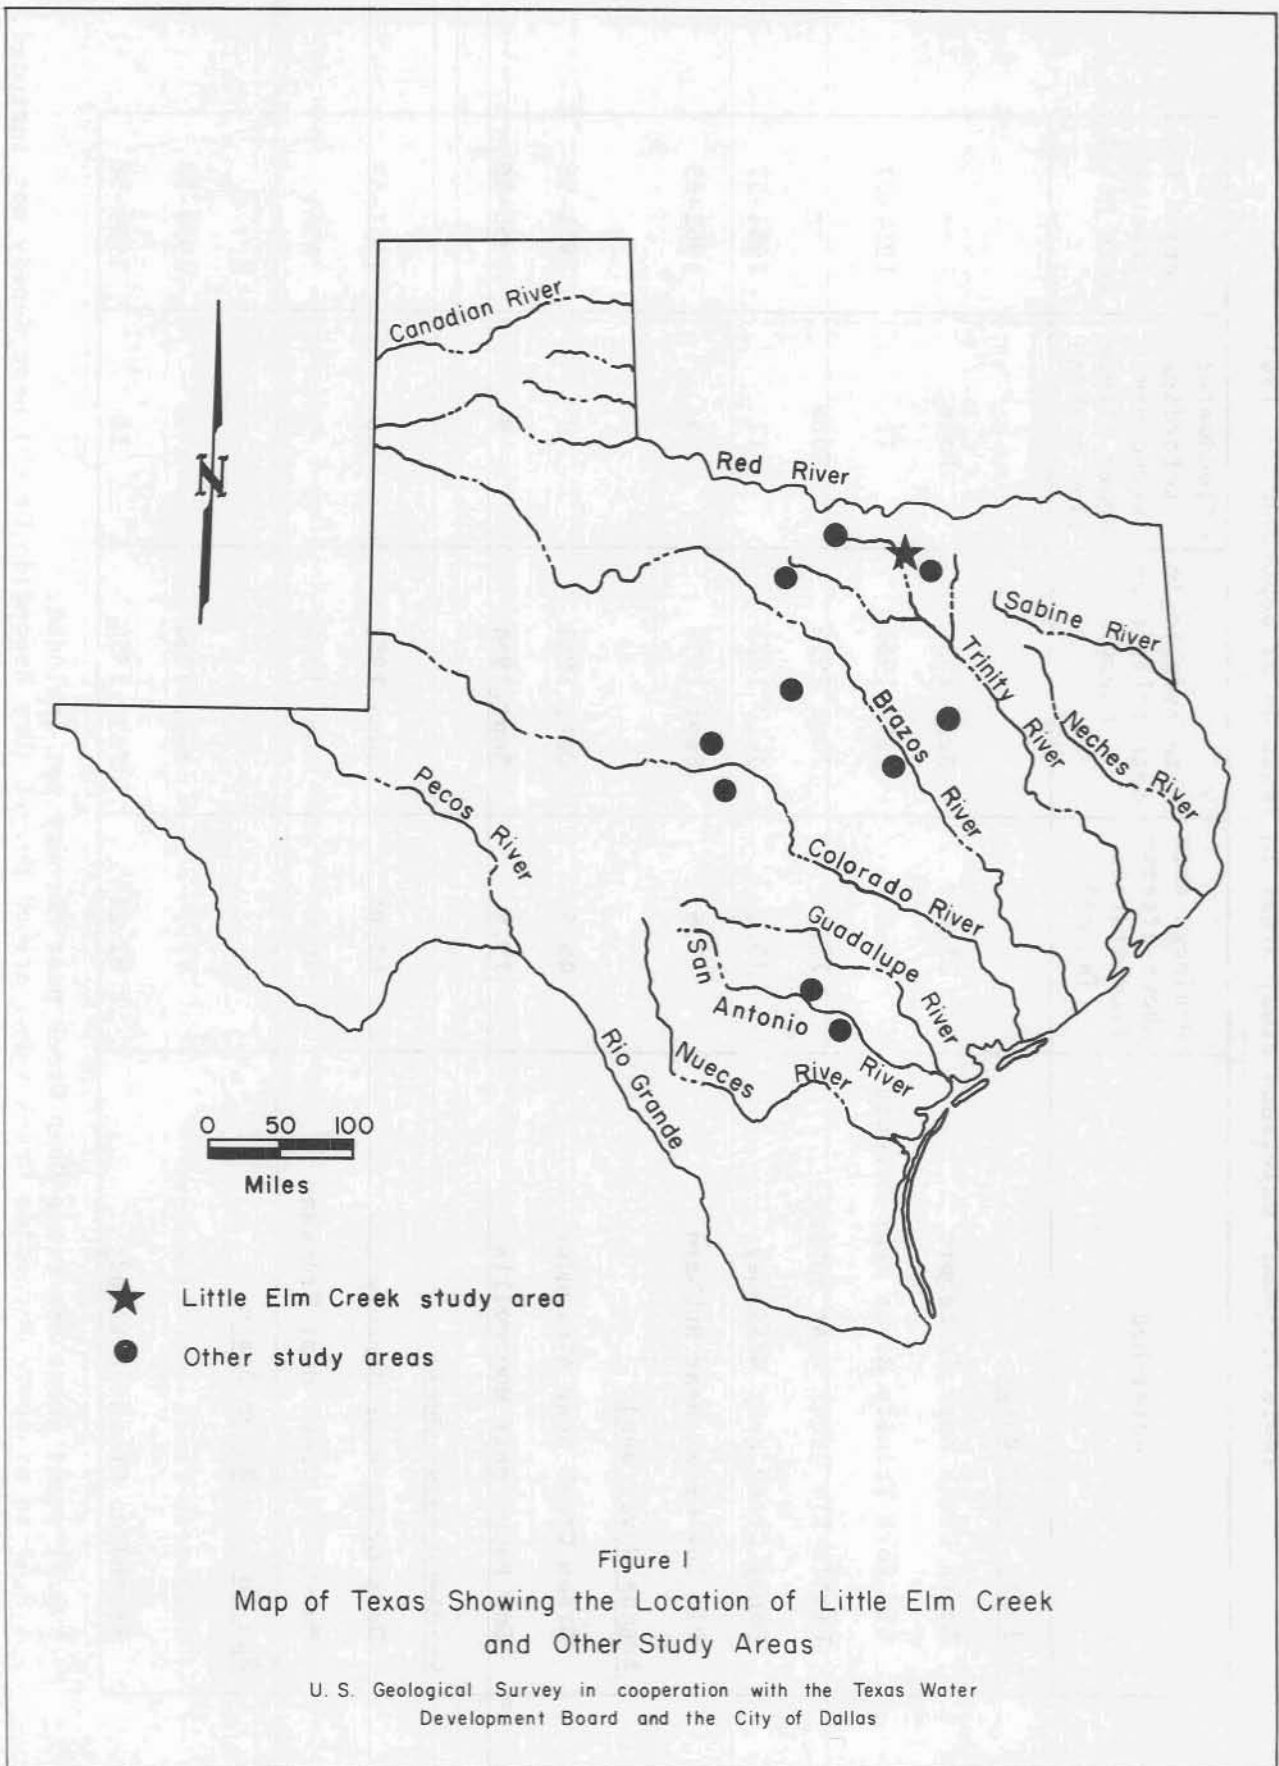 Canadian River
Red River
N
Sabine River
Trinity River
Brazos River
Neches River
Pecos River
Colorado River
Guadalupe River
San Antonio River
Nueces River
Rio Grande
0 50 100
Miles
Little Elm Creek study area
Other study areas
Figure 1
Map of Texas Showing the Location of Little Elm Creek
and Other Study Areas
U. S. Geological Survey in cooperation with the Texas Water
Development Board and the City of Dallas